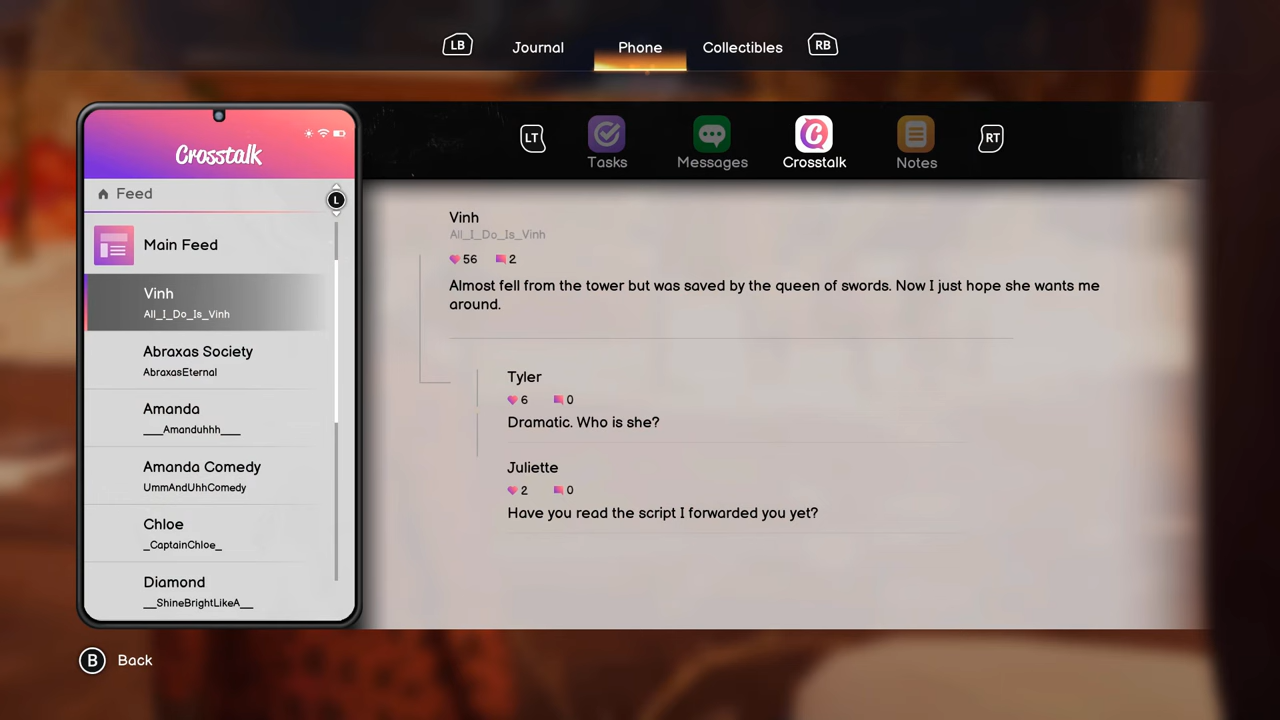 LB
Journal
Phone
Collectibles
RB
Crosstalk
Feed
L
Main Feed
Vinh
All_I_Do_Is_Vinh
Abraxas Society
AbraxasEternal
Amanda
___Amanduhhh___
Amanda Comedy
UmmAndUhhComedy
Chloe
_CaptainChloe_
Diamond
__ShineBrightLikeA__
LT
Tasks
Messages
Crosstalk
Notes
RT
Vinh
All_I_Do_Is_Vinh
56 2
Almost fell from the tower but was saved by the queen of swords. Now I just hope she wants me
around.
Tyler
6 0
Dramatic. Who is she?
Juliette
2 0
Have you read the script I forwarded you yet?
B Back